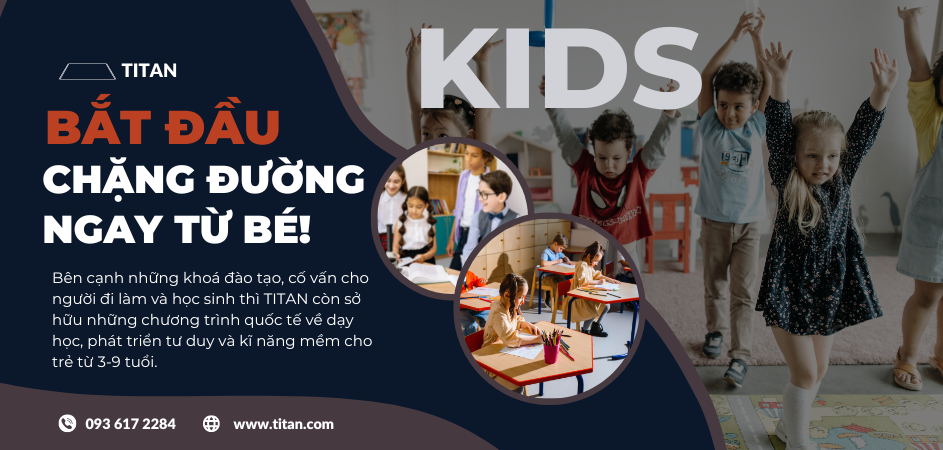 TITAN
KIDS
BẮT ĐẦU
CHẶNG ĐƯỜNG
NGAY TỪ BÉ!
Bên cạnh những khoá đào tạo, cố vấn cho
người đi làm và học sinh thì TITAN còn sở
hữu những chương trình quốc tế về dạy
học, phát triển tư duy và kĩ năng mềm cho
trẻ từ 3-9 tuổi.
093 617 2284 www.titan.com